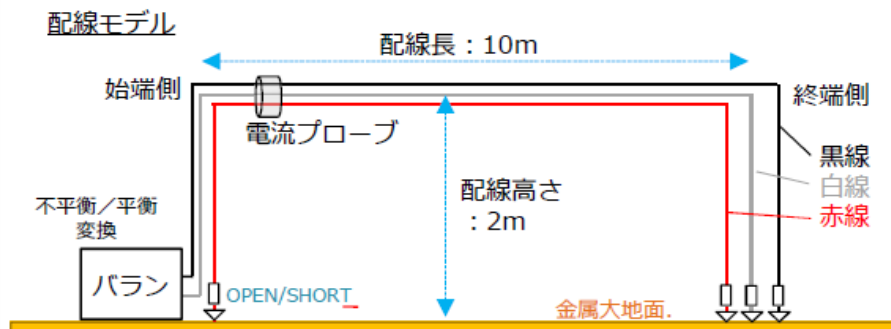 配線モデル
配線長：10m
始端側
終端側
電流プローブ
黒線
白線
赤線
配線高さ
：2m
不平衡／平衡
変換
バラン
OPEN/SHORT
金属大地面.